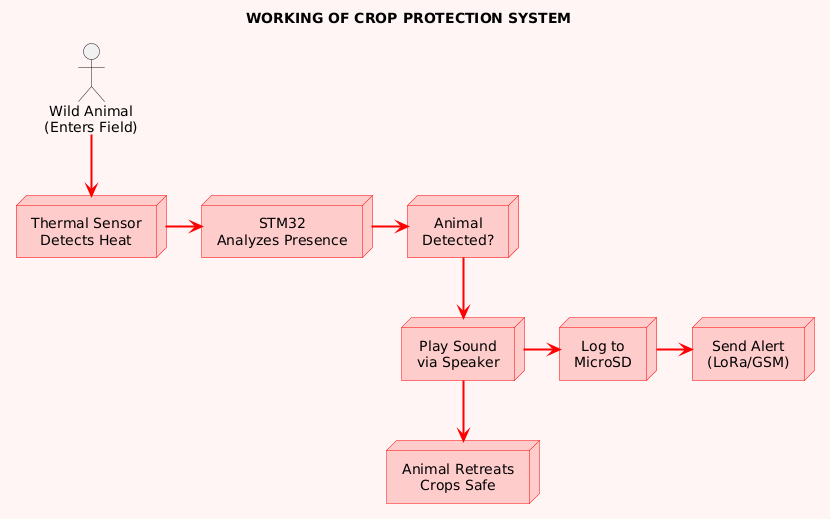 WORKING OF CROP PROTECTION SYSTEM
Wild Animal
(Enters Field)
Thermal Sensor
Detects Heat
STM32
Analyzes Presence
Animal
Detected?
Play Sound
via Speaker
Log to
MicroSD
Send Alert
(LoRa/GSM)
Animal Retreats
Crops Safe